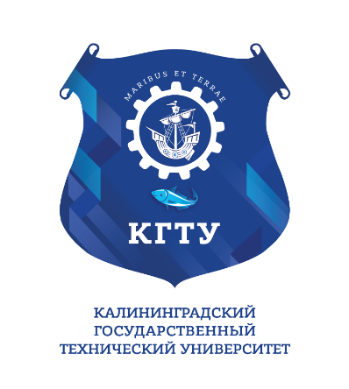 MARIBUS ET TERRAE
КГТУ
КАЛИНИНГРАДСКИЙ
ГОСУДАРСТВЕННЫЙ
ТЕХНИЧЕСКИЙ УНИВЕРСИТЕТ